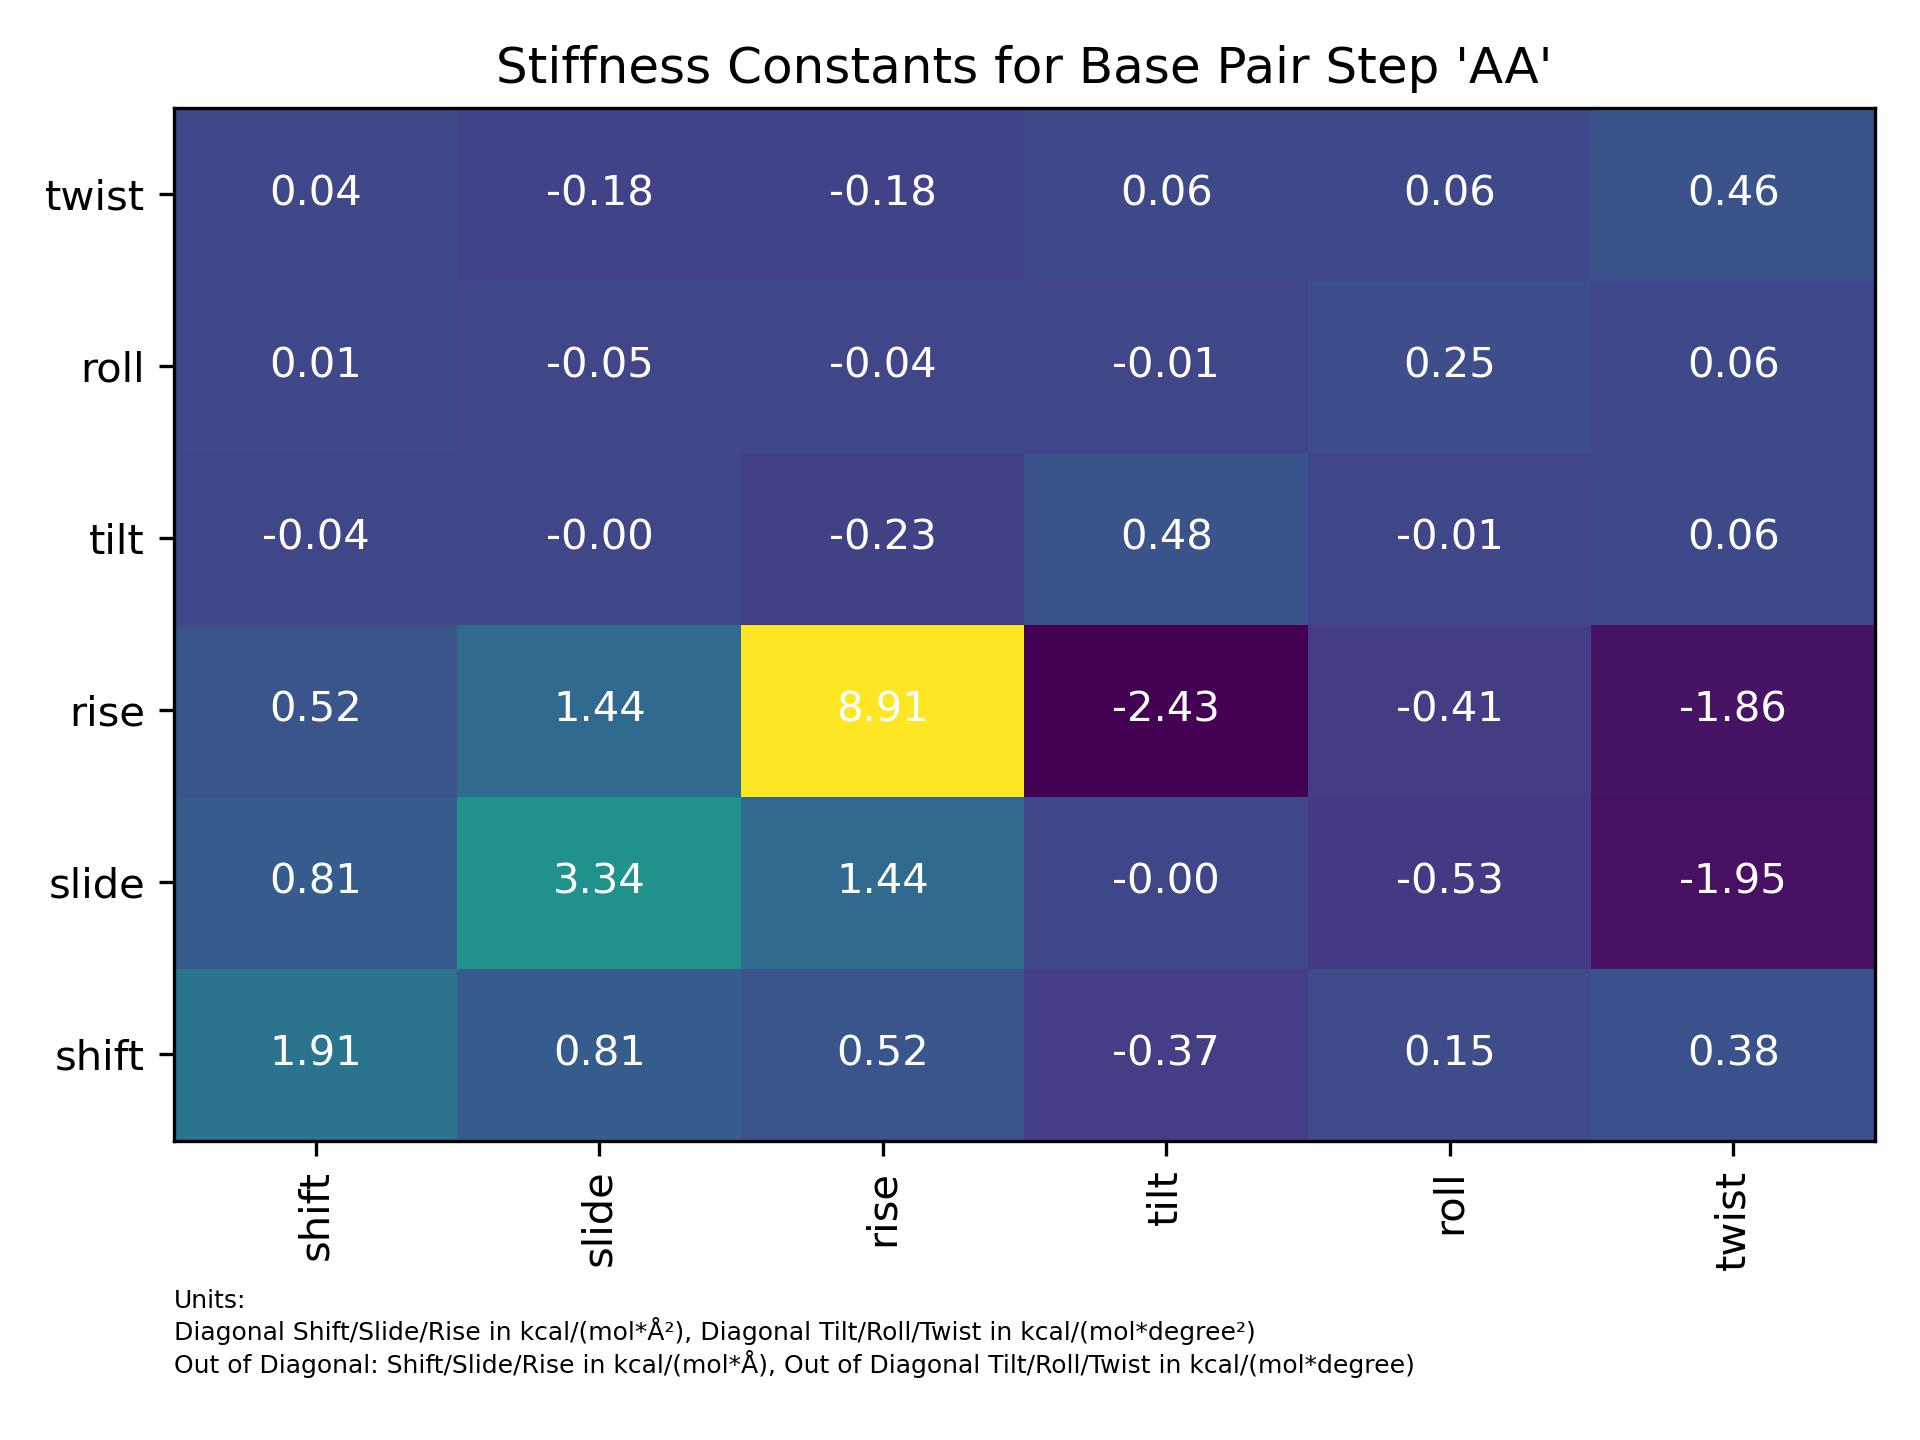 Stiffness Constants for Base Pair Step 'AA'
twist 0.04 -0.18 -0.18 0.06 0.06 0.46
roll 0.01 -0.05 -0.04 -0.01 0.25 0.06
tilt -0.04 -0.00 -0.23 0.48 -0.01 0.06
rise 0.52 1.44 8.91 -2.43 -0.41 -1.86
slide 0.81 3.34 1.44 -0.00 -0.53 -1.95
shift 1.91 0.81 0.52 -0.37 0.15 0.38
shift slide rise tilt roll twist
Units:
Diagonal Shift/Slide/Rise in kcal/(mol*Å²), Diagonal Tilt/Roll/Twist in kcal/(mol*degree²)
Out of Diagonal: Shift/Slide/Rise in kcal/(mol*Å), Out of Diagonal Tilt/Roll/Twist in kcal/(mol*degree)